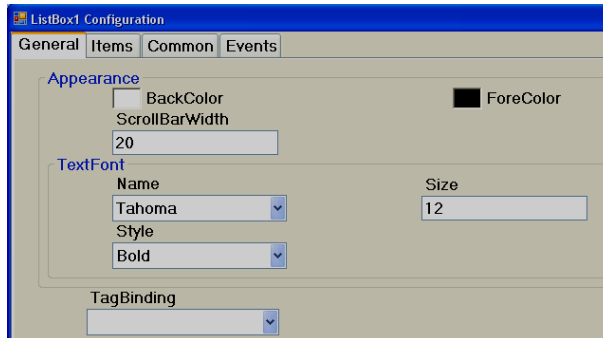 ListBox1 Configuration
General Items Common Events
Appearance
BackColor ForeColor
ScrollBarWidth
20
TextFont
Name Size
Tahoma 12
Style
Bold
TagBinding